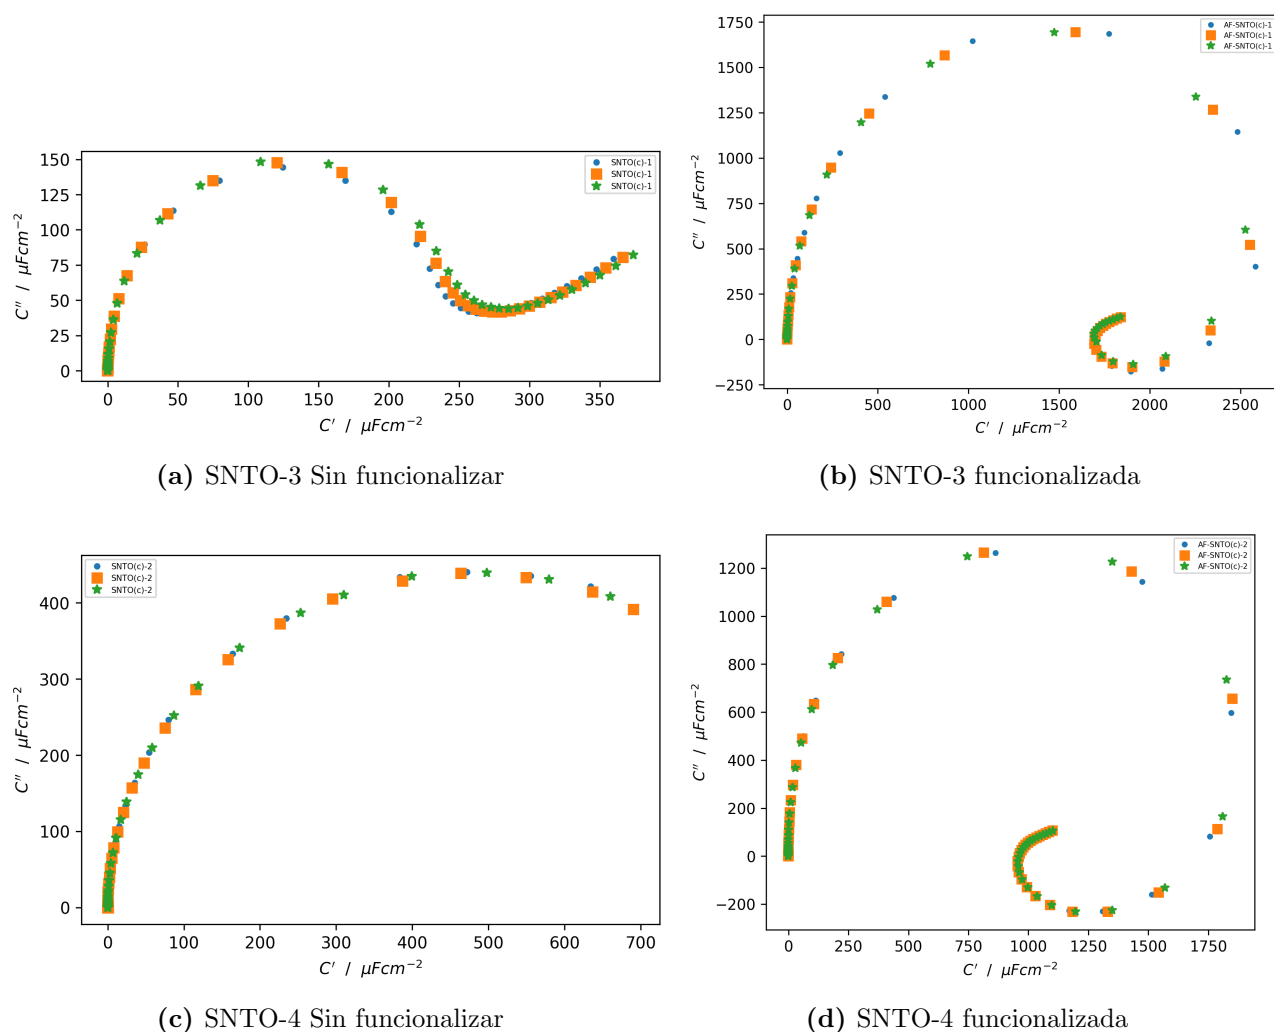 150
125
100
75
50
25
0
C'' / μFcm⁻²
SNTO(c)-1
SNTO(c)-1
SNTO(c)-1
0 50 100 150 200 250 300 350
C' / μFcm⁻²
(a) SNTO-3 Sin funcionalizar
1750
1500
1250
1000
750
500
250
0
−250
C'' / μFcm⁻²
AF-SNTO(c)-1
AF-SNTO(c)-1
AF-SNTO(c)-1
0 500 1000 1500 2000 2500
C' / μFcm⁻²
(b) SNTO-3 funcionalizada
400
300
200
100
0
C'' / μFcm⁻²
SNTO(c)-2
SNTO(c)-2
SNTO(c)-2
0 100 200 300 400 500 600 700
C' / μFcm⁻²
(c) SNTO-4 Sin funcionalizar
1200
1000
800
600
400
200
0
−200
C'' / μFcm⁻²
AF-SNTO(c)-2
AF-SNTO(c)-2
AF-SNTO(c)-2
0 250 500 750 1000 1250 1500 1750
C' / μFcm⁻²
(d) SNTO-4 funcionalizada